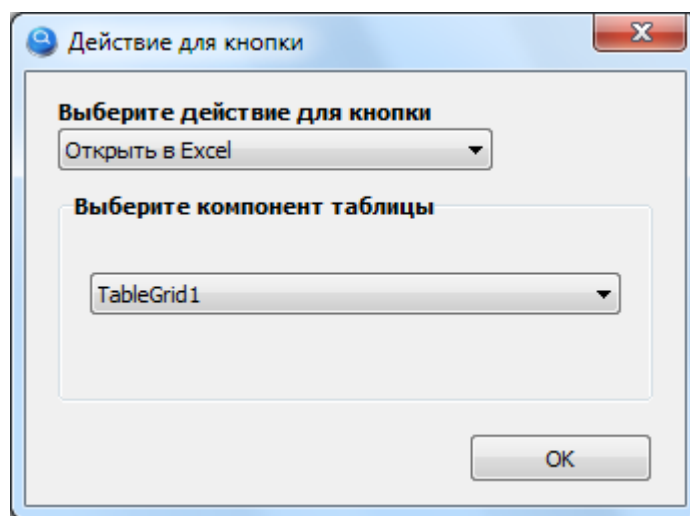 Действие для кнопки
Выберите действие для кнопки
Открыть в Excel
Выберите компонент таблицы
TableGrid1
OK